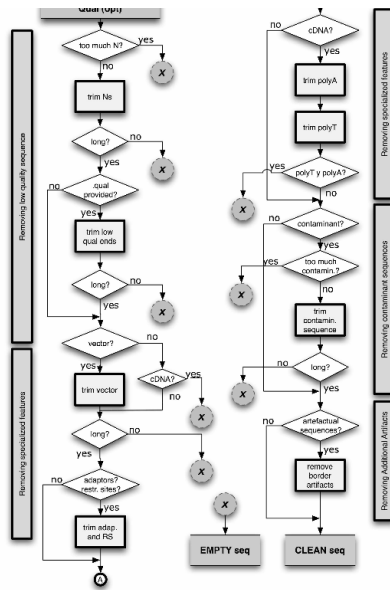 Qual (opt)
too much N?
yes
X
no
trim Ns
long?
no
X
yes
.qual
provided?
no
yes
trim low
qual ends
long?
no
X
yes
vector?
no
yes
trim vector
cDNA?
yes
X
no
long?
no
X
yes
adaptors?
restr. sites?
no
yes
trim adap.
and RS
A
Removing low quality sequence
Removing specialized features
cDNA?
no
yes
trim polyA
trim polyT
polyT y polyA?
yes
X
no
contaminant?
no
yes
too much
contamin.?
yes
X
no
trim
contamin.
sequence
long?
no
X
yes
artefactual
sequences?
no
yes
remove
border
artifacts
X
EMPTY seq
CLEAN seq
Removing specialized features
Removing contaminant sequences
Removing Additional Artifacts